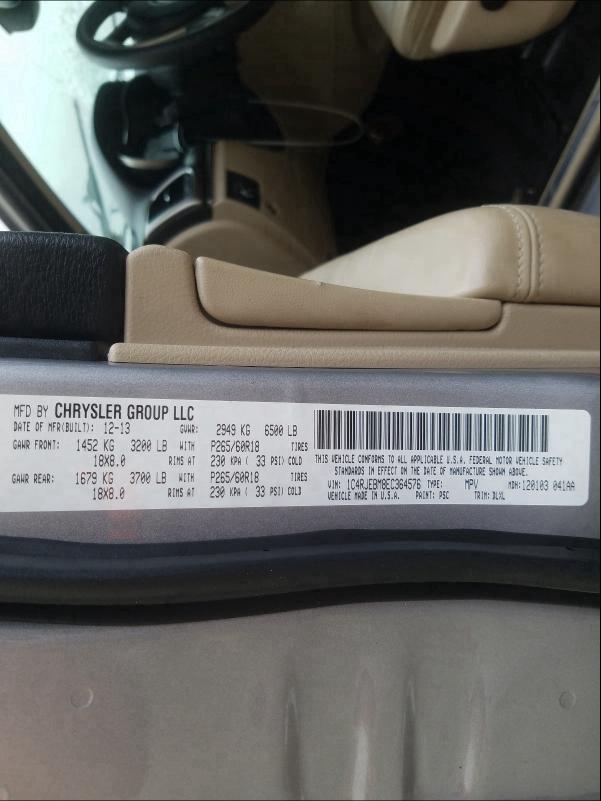 MFD BY CHRYSLER GROUP LLC
DATE OF MFR(BUILT): 12-13 GVWR: 2949 KG 6500 LB
GAWR FRONT: 1452 KG 3200 LB WITH P265/60R18 TIRES
18X8.0 RIMS AT 230 KPA ( 33 PSI) COLD
GAWR REAR: 1679 KG 3700 LB WITH P265/60R18 TIRES
18X8.0 RIMS AT 230 KPA ( 33 PSI) COLD
THIS VEHICLE CONFORMS TO ALL APPLICABLE U.S.A. FEDERAL MOTOR VEHICLE SAFETY
STANDARDS IN EFFECT ON THE DATE OF MANUFACTURE SHOWN ABOVE.
VIN: 1C4RJEBM8EC364576 TYPE: MPV MDH: 120103 041AA
VEHICLE MADE IN U.S.A. PAINT: PSC TRIM: DLXL